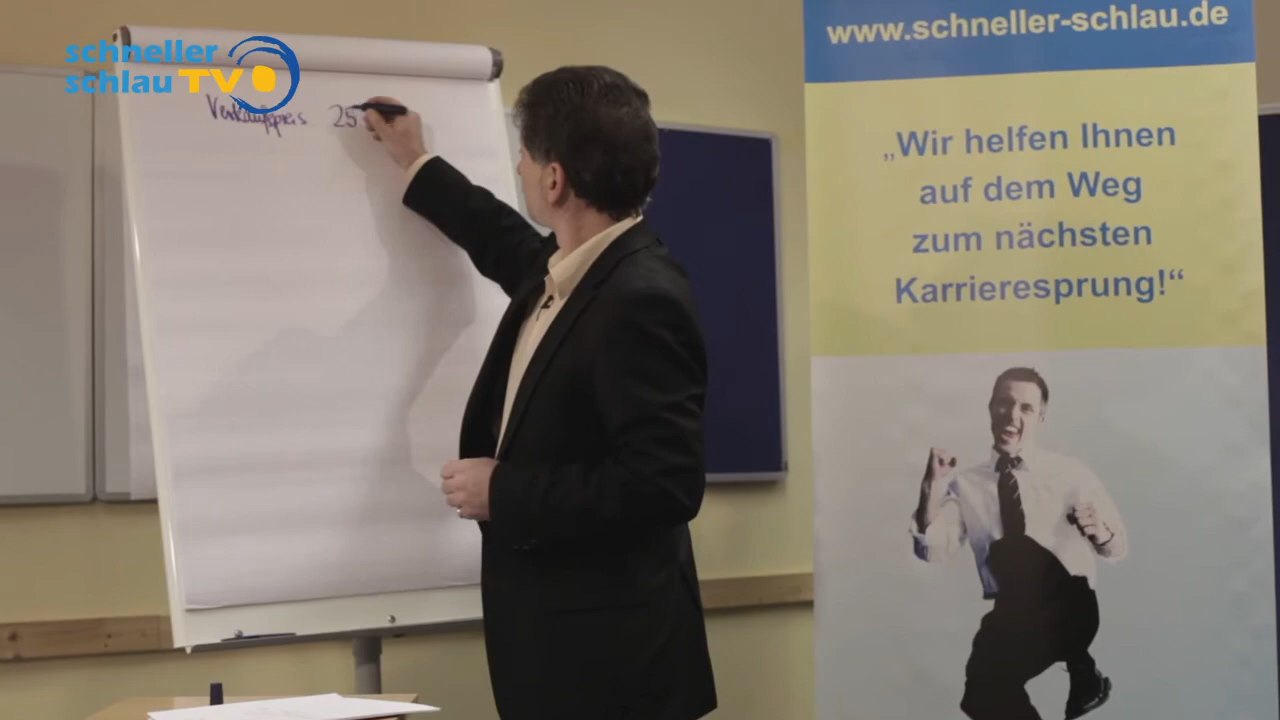 schneller
schlau TV
Verkaufspreis 25
www.schneller-schlau.de
„Wir helfen Ihnen
auf dem Weg
zum nächsten
Karrieresprung!“